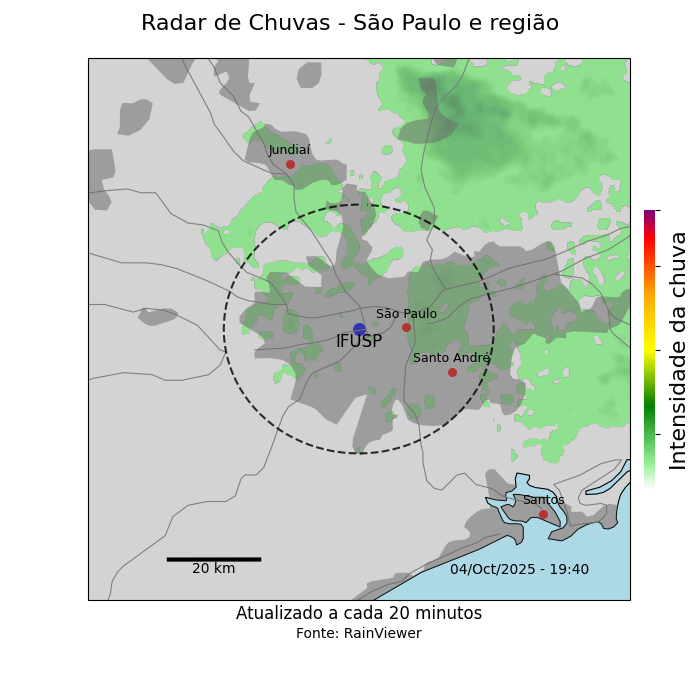 Radar de Chuvas - São Paulo e região
Jundiaí
São Paulo
IFUSP
Santo André
Santos
20 km
04/Oct/2025 - 19:40
Intensidade da chuva
Atualizado a cada 20 minutos
Fonte: RainViewer